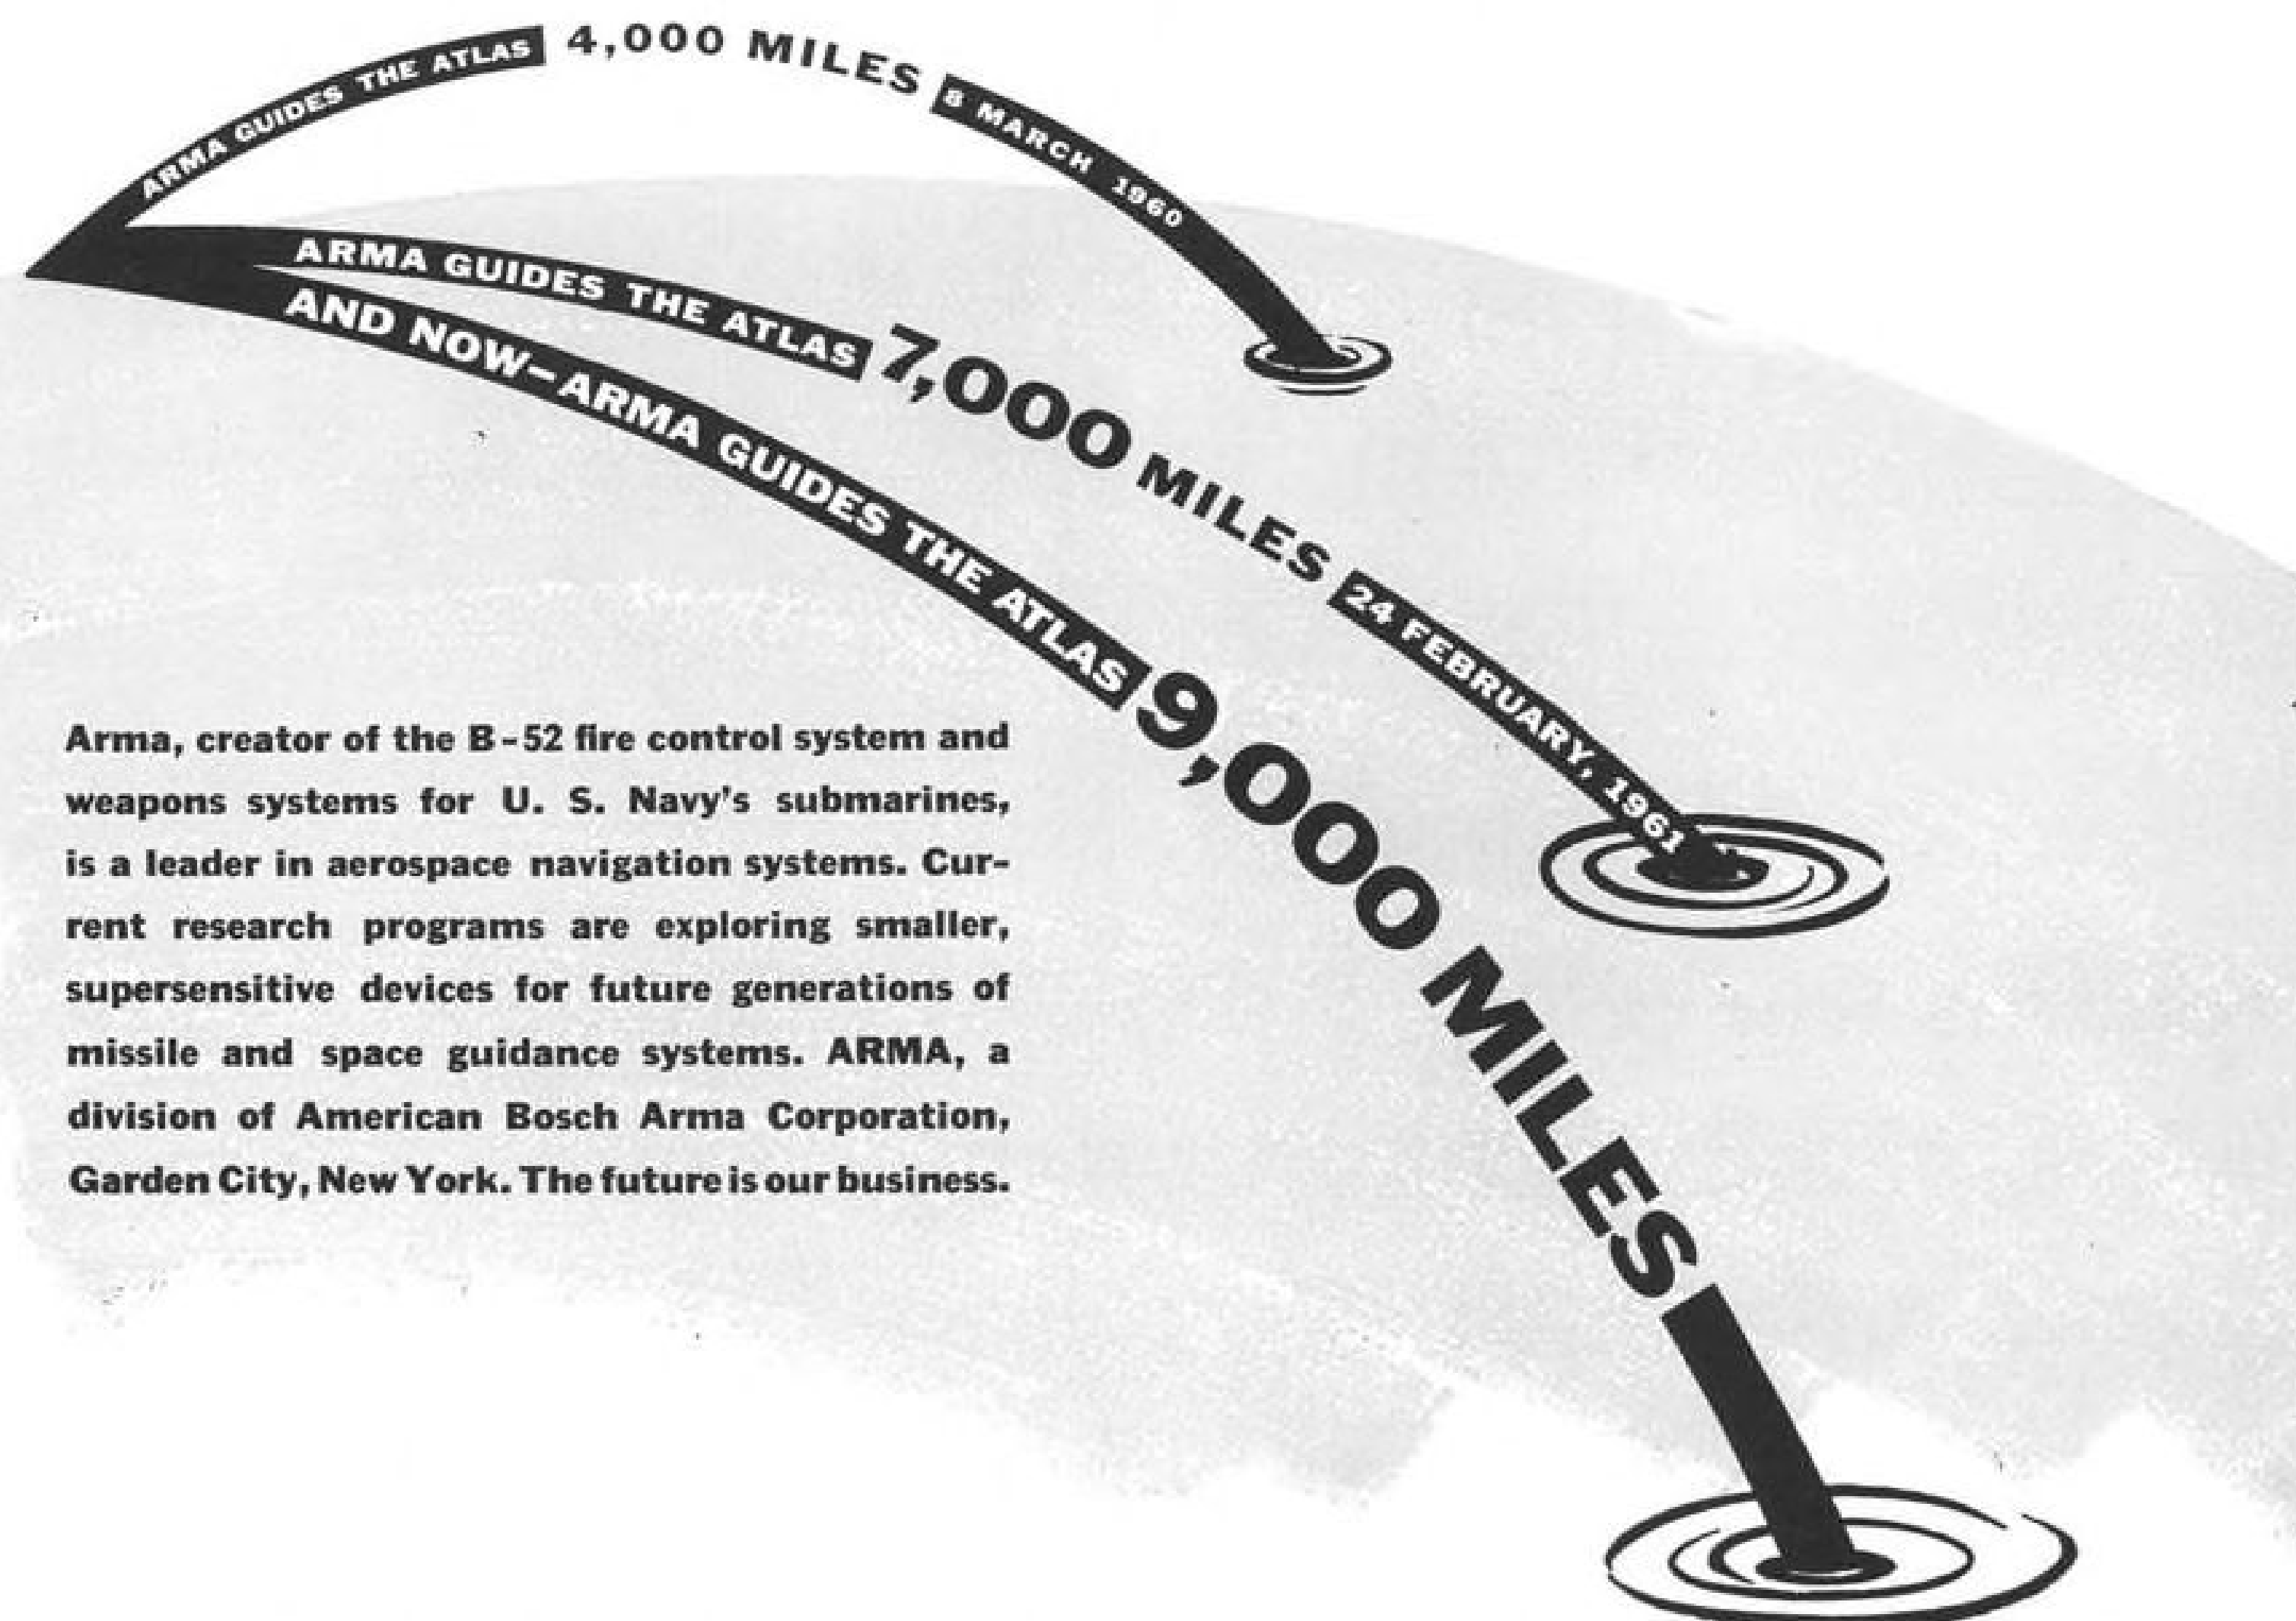 ARMA GUIDES THE ATLAS 4,000 MILES 8 MARCH 1960
ARMA GUIDES THE ATLAS 7,000 MILES 24 FEBRUARY, 1961
AND NOW–ARMA GUIDES THE ATLAS 9,000 MILES
Arma, creator of the B-52 fire control system and
weapons systems for U. S. Navy's submarines,
is a leader in aerospace navigation systems. Cur-
rent research programs are exploring smaller,
supersensitive devices for future generations of
missile and space guidance systems. ARMA, a
division of American Bosch Arma Corporation,
Garden City, New York. The future is our business.